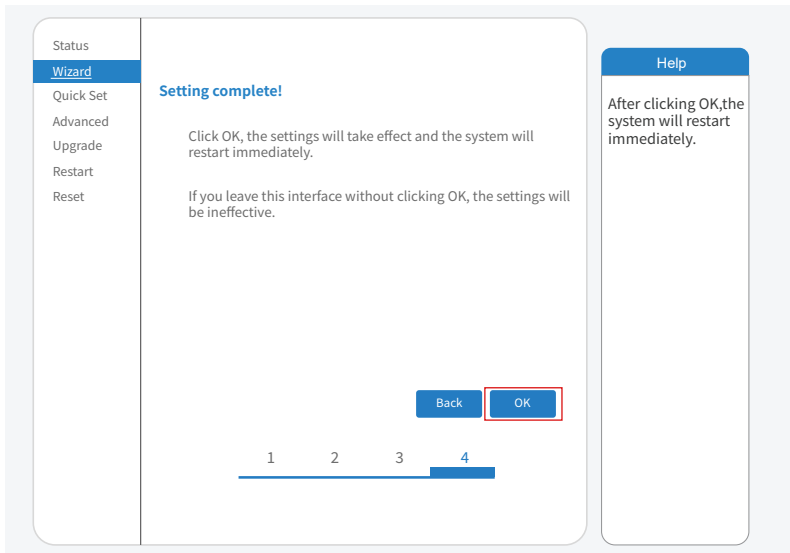 Status
Wizard
Quick Set
Advanced
Upgrade
Restart
Reset
Setting complete!
Click OK, the settings will take effect and the system will
restart immediately.
If you leave this interface without clicking OK, the settings will
be ineffective.
Back
OK
1 2 3 4
Help
After clicking OK,the
system will restart
immediately.